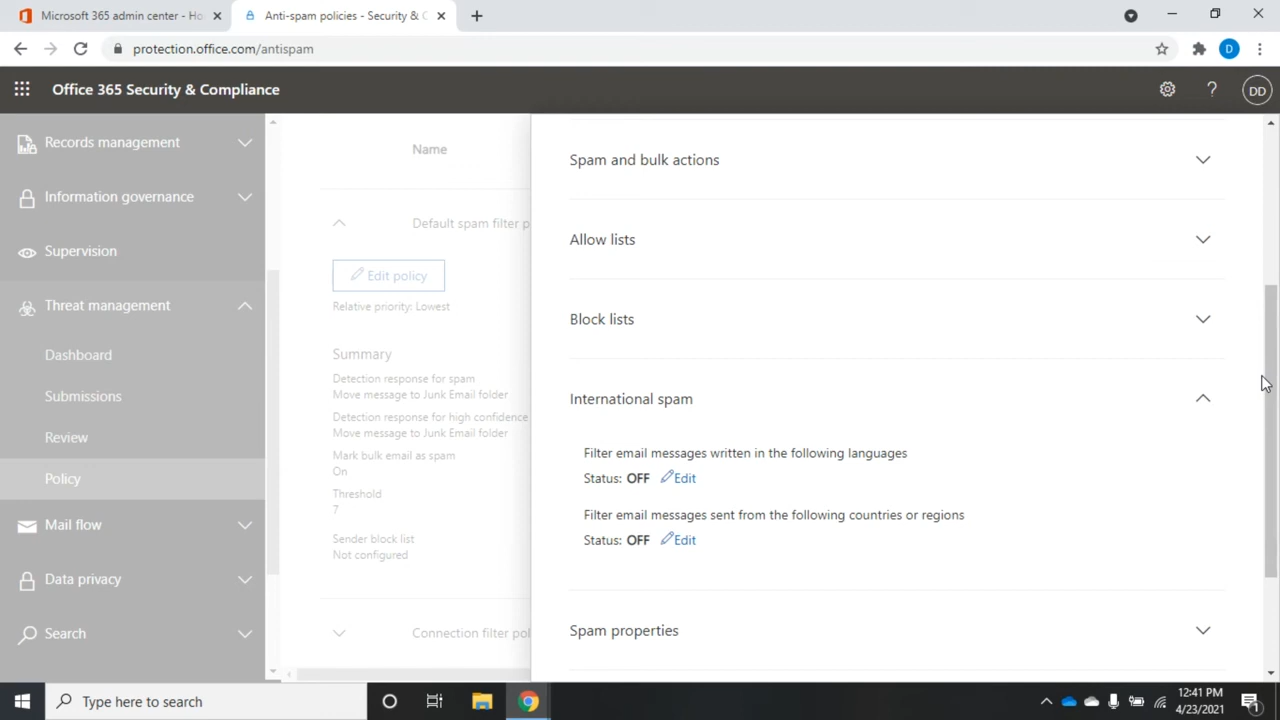 Microsoft 365 admin center - Ho
Anti-spam policies - Security & C
protection.office.com/antispam
D
Office 365 Security & Compliance
?
DD
Records management
Information governance
Supervision
Threat management
Dashboard
Submissions
Review
Policy
Mail flow
Data privacy
Search
Name
Default spam filter p
Edit policy
Relative priority: Lowest
Summary
Detection response for spam
Move message to Junk Email folder
Detection response for high confidence
Move message to Junk Email folder
Mark bulk email as spam
On
Threshold
7
Sender block list
Not configured
Connection filter pol
Spam and bulk actions
Allow lists
Block lists
International spam
Filter email messages written in the following languages
Status: OFF Edit
Filter email messages sent from the following countries or regions
Status: OFF Edit
Spam properties
Type here to search
12:41 PM
4/23/2021
1